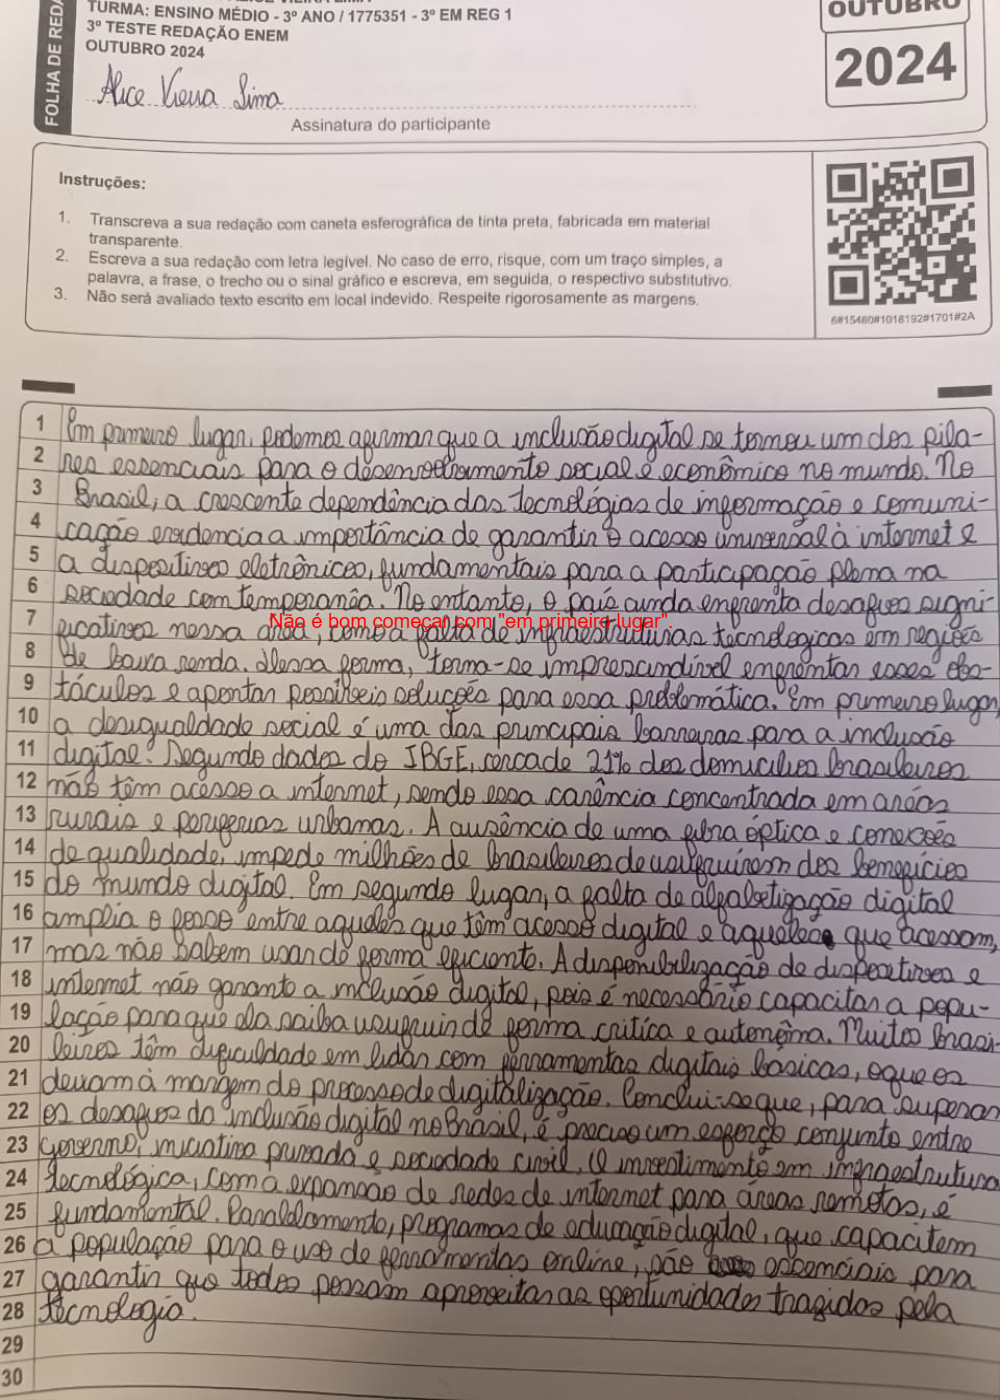 FOLHA DE REDA
TURMA: ENSINO MÉDIO - 3º ANO / 1775351 - 3º EM REG 1
3º TESTE REDAÇÃO ENEM
OUTUBRO 2024
Alice Vieira Lima
Assinatura do participante
OUTUBRO
2024
Instruções:
1. Transcreva a sua redação com caneta esferográfica de tinta preta, fabricada em material
transparente.
2. Escreva a sua redação com letra legível. No caso de erro, risque, com um traço simples, a
palavra, a frase, o trecho ou o sinal gráfico e escreva, em seguida, o respectivo substitutivo.
3. Não será avaliado texto escrito em local indevido. Respeite rigorosamente as margens.
6#15480#1018192#1701#2A
1 Em primeiro lugar, podemos afirmar que a inclusão digital se tornou um dos pila-
2 res essenciais para o desenvolvimento social e econômico no mundo. No
3 Brasil, a crescente dependência das tecnológias de informação e comuni-
4 cação evidencia a importância de garantir o acesso universal à internet e
5 a dispositivos eletrônicos, fundamentais para a participação plena na
6 sociedade comtemporanêa. No entanto, o país ainda enfrenta desafios signi-
Não é bom começar com "em primeiro lugar".
7 ficativos nessa área, como a falta de infraestruturas tecnologicas em regiões
8 de baixa renda. Dessa forma, torna-se imprescindível enfrentar esses obs-
9 táculos e apontar possíveis soluções para essa problemática. Em primeiro lugar,
10 a desigualdade social é uma das principais barreiras para a inclusão
11 digital. Segundo dados do IBGE, cerca de 21% dos domicílios brasileiros
12 não têm acesso a internet, sendo essa carência concentrada em aréas
13 rurais e periferias urbanas. A ausência de uma fibra óptica e conexões
14 de qualidade, impede milhões de brasileiros de usufruírem dos benefícios
15 do mundo digital. Em segundo lugar, a falta de alfabetização digital
16 amplia o fosso entre aqueles que têm acesso digital e aqueles que acessam,
17 mas não sabem usar de forma eficiente. A disponibilização de dispositivos e
18 internet não garante a inclusão digital, pois é necessário capacitar a popu-
19 lação para que ela saiba usufruir de forma crítica e autonôma. Muitos brasi-
20 leiros têm dificuldade em lidar com ferramentas digitais básicas, o que os
21 deixam à margem do processo de digitalização. Conclui-se que, para superar
22 os desafios da inclusão digital no Brasil, é preciso um esforço conjunto entre
23 governo, iniciativa privada e sociedade civil. O investimento em infraestrutura
24 tecnológica, com a expansão de redes de internet para áreas remotas, é
25 fundamental. Paralelamente, programas de educação digital, que capacitem
26 a população para o uso de ferramentas online, são essenciais para
27 garantir que todos possam aproveitar as oportunidades trazidas pela
28 tecnologia.
29
30